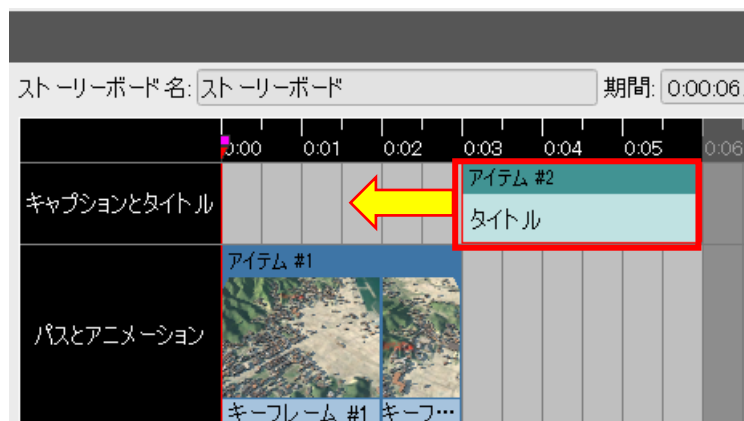 ストーリーボード名: ストーリーボード 期間: 0:00:06
0:00 0:01 0:02 0:03 0:04 0:05 0:06
アイテム #2
キャプションとタイトル タイトル
アイテム #1
パスとアニメーション
キーフレーム #1 キーフ…